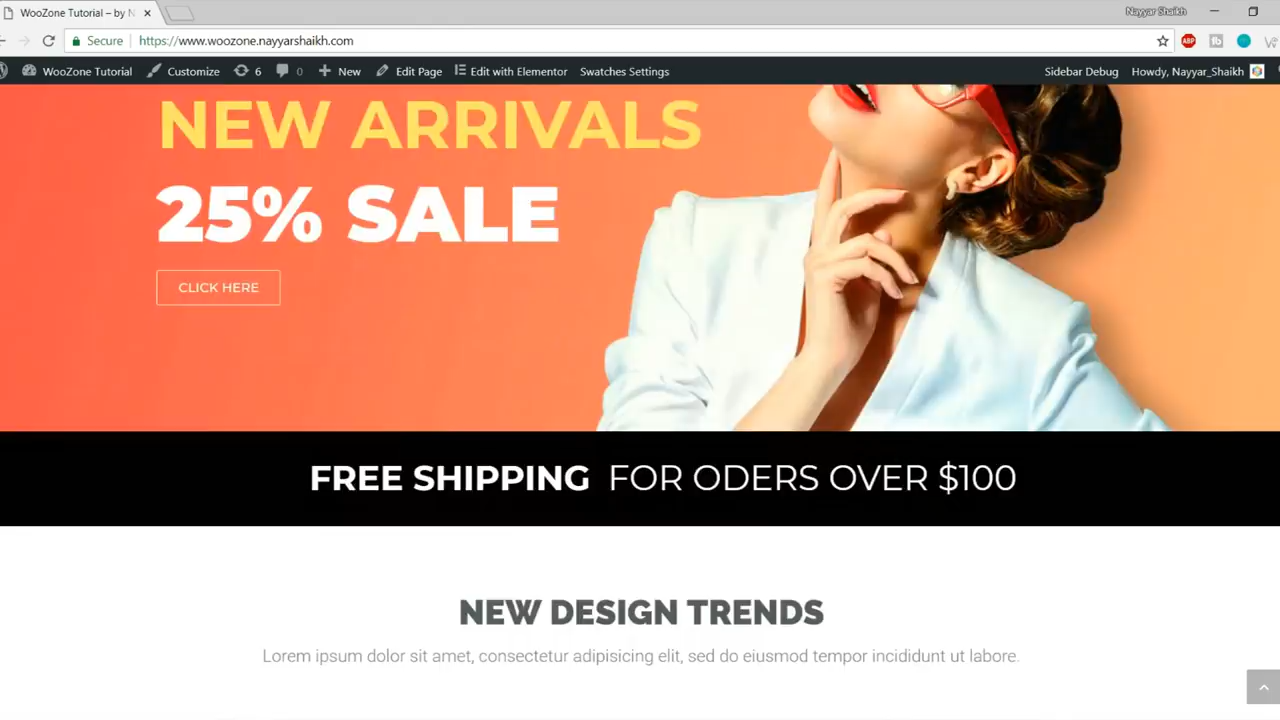 WooZone Tutorial – by N
Nayyar Shaikh
Secure https://www.woozone.nayyarshaikh.com
ABP
WooZone Tutorial Customize 6 0 New Edit Page Edit with Elementor Swatches Settings Sidebar Debug Howdy, Nayyar_Shaikh
NEW ARRIVALS
25% SALE
CLICK HERE
FREE SHIPPING FOR ODERS OVER $100
NEW DESIGN TRENDS
Lorem ipsum dolor sit amet, consectetur adipisicing elit, sed do eiusmod tempor incididunt ut labore.